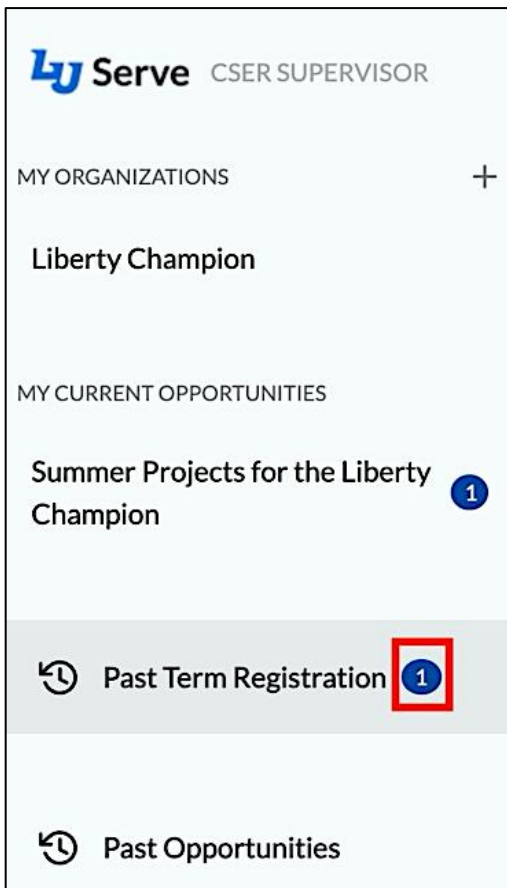 LU Serve CSER SUPERVISOR
MY ORGANIZATIONS +
Liberty Champion
MY CURRENT OPPORTUNITIES
Summer Projects for the Liberty
Champion 1
Past Term Registration 1
Past Opportunities